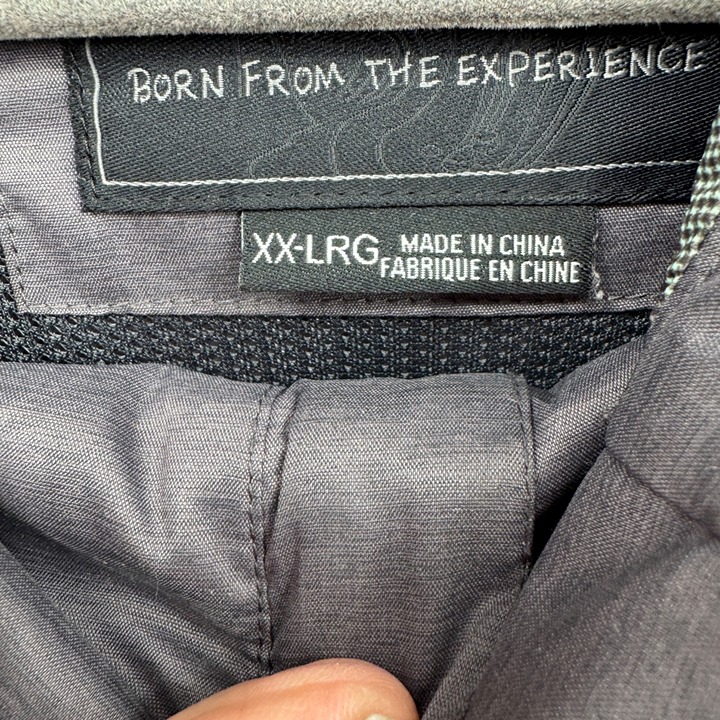 BORN FROM THE EXPERIENCE
XX-LRG MADE IN CHINA
FABRIQUE EN CHINE